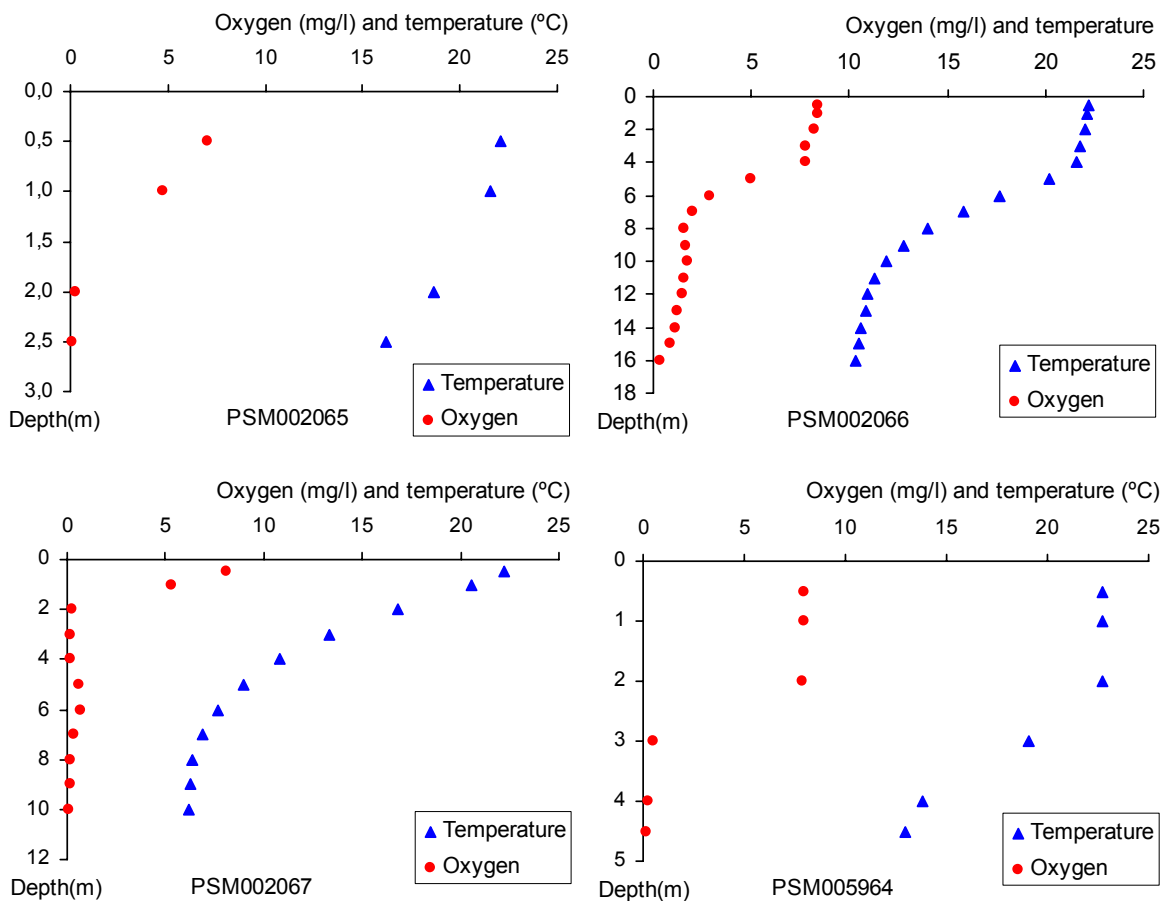 Oxygen (mg/l) and temperature (ºC)
0 5 10 15 20 25
0,0
0,5
1,0
1,5
2,0
2,5
3,0
Temperature
Oxygen
Depth(m) PSM002065
Oxygen (mg/l) and temperature
0 5 10 15 20 25
0
2
4
6
8
10
12
14
16
18
Temperature
Oxygen
Depth(m) PSM002066
Oxygen (mg/l) and temperature (ºC)
0 5 10 15 20 25
0
2
4
6
8
10
12
Temperature
Oxygen
Depth(m) PSM002067
Oxygen (mg/l) and temperature (ºC)
0 5 10 15 20 25
0
1
2
3
4
5
Temperature
Oxygen
Depth(m) PSM005964